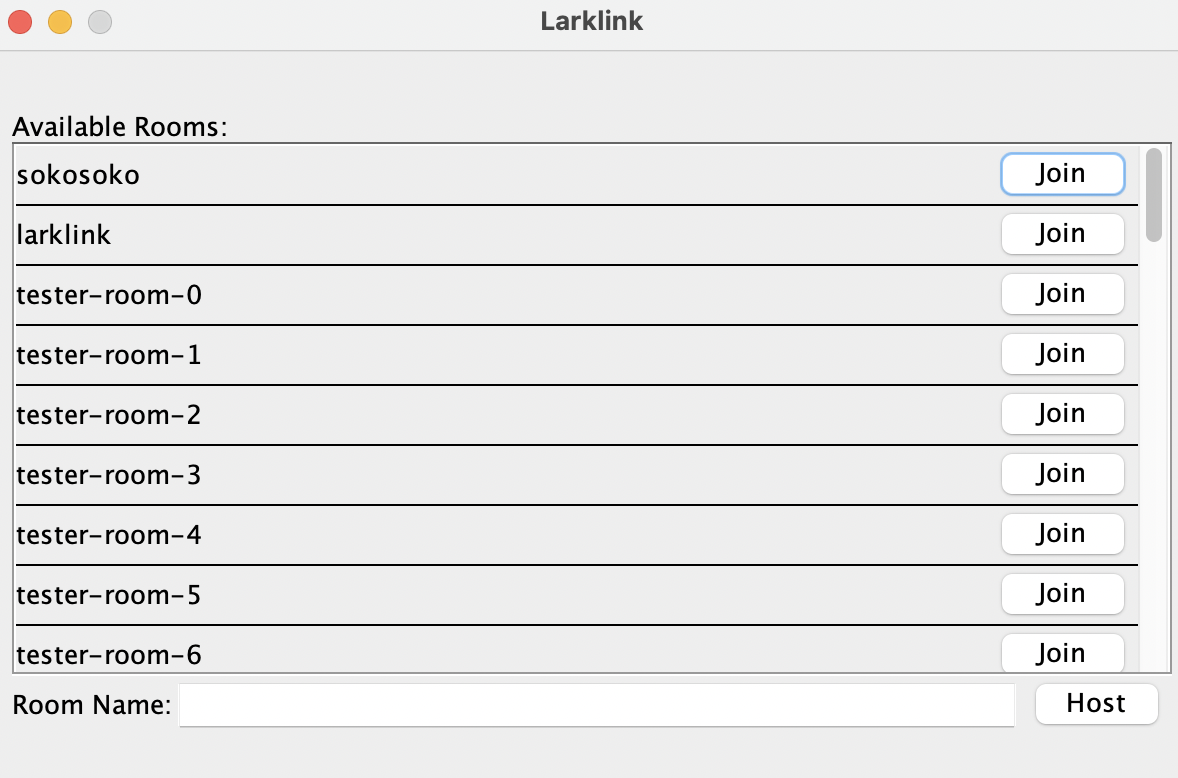 Larklink
Available Rooms:
sokosoko Join
larklink Join
tester-room-0 Join
tester-room-1 Join
tester-room-2 Join
tester-room-3 Join
tester-room-4 Join
tester-room-5 Join
tester-room-6 Join
Room Name: Host